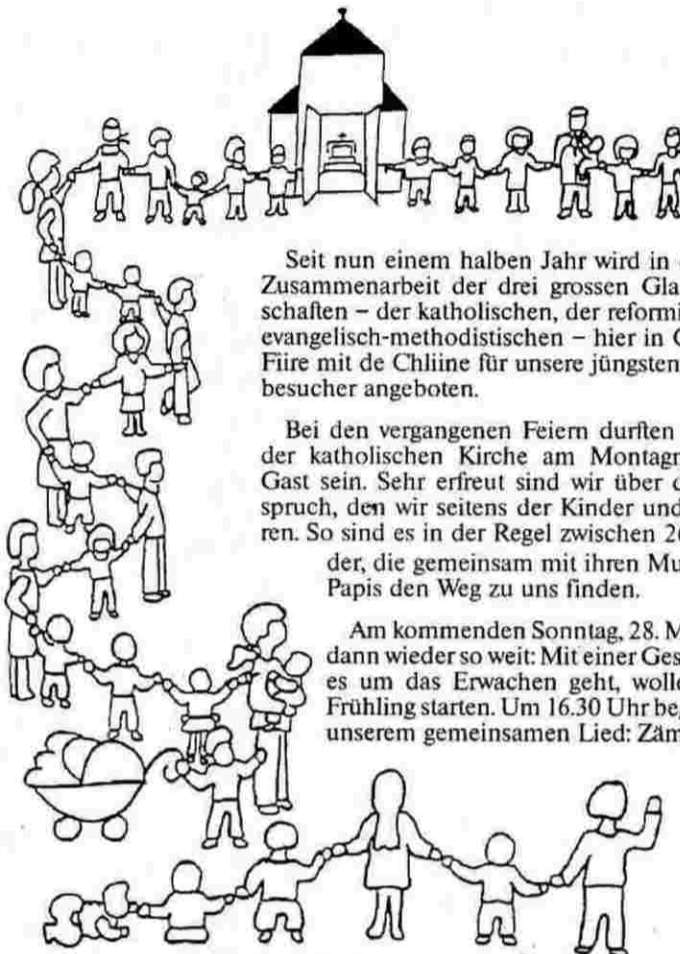 Seit nun einem halben Jahr wird in
Zusammenarbeit der drei grossen Gla
schaften – der katholischen, der reformi
evangelisch-methodistischen – hier in
Fiire mit de Chliine für unsere jüngsten
besucher angeboten.
Bei den vergangenen Feiern durften
der katholischen Kirche am Montagr
Gast sein. Sehr erfreut sind wir über d
spruch, den wir seitens der Kinder und
ren. So sind es in der Regel zwischen 2
der, die gemeinsam mit ihren Mu
Papis den Weg zu uns finden.
Am kommenden Sonntag, 28. M
dann wieder so weit: Mit einer Ges
es um das Erwachen geht, wolle
Frühling starten. Um 16.30 Uhr beg
unserem gemeinsamen Lied: Zäm